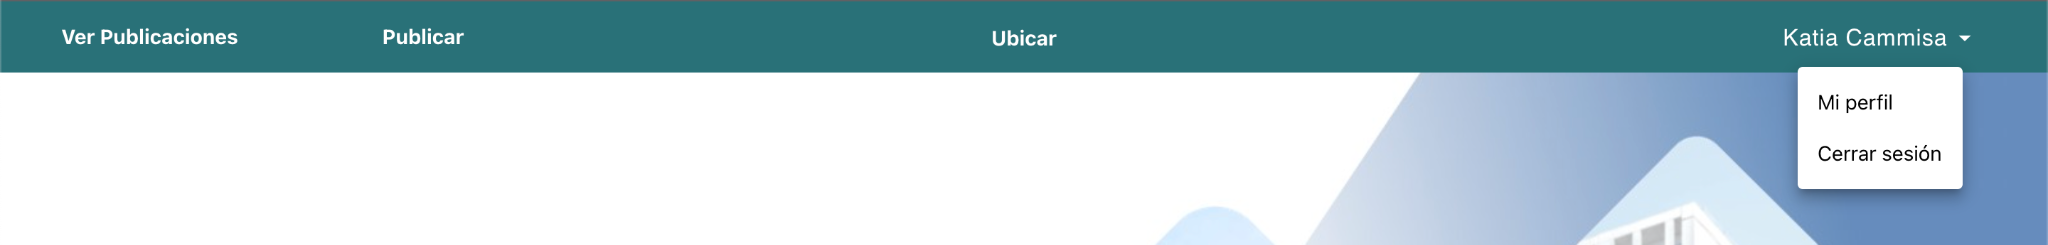 Ver Publicaciones Publicar Ubicar Katia Cammisa
Mi perfil
Cerrar sesión